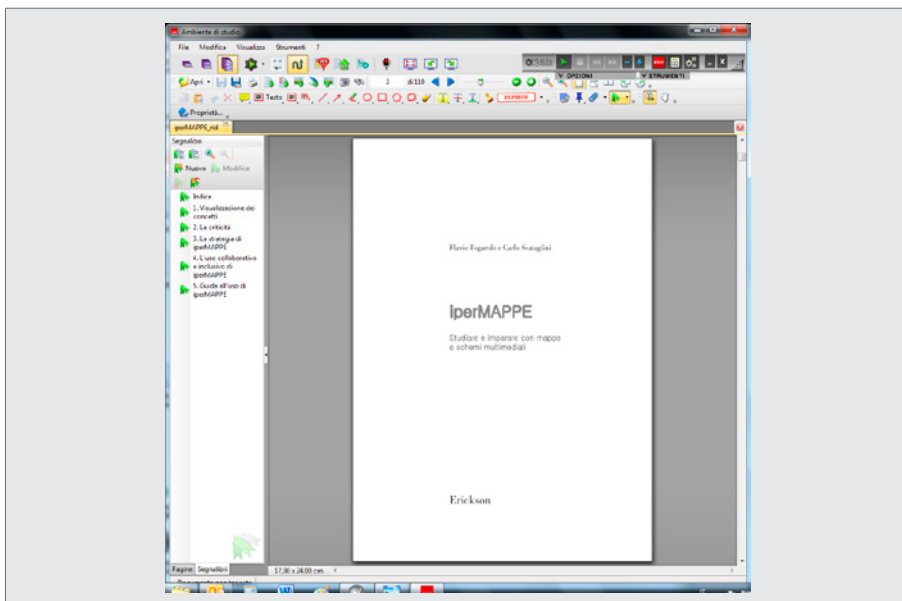 Ambiente di studio
File Modifica Visualizza Strumenti ?
OPZIONI STRUMENTI
Apri 3 di 118
Testo
Proprietà...
iperMAPPE_rid
Segnalibri
Nuovo Modifica
Indice
1. Visualizzazione dei
concetti
2. Le criticità
3. La strategia di
iperMAPPE
4. L'uso collaborativo
e inclusivo di
iperMAPPE
5. Guida all'uso di
iperMAPPE
Flavio Fogarolo e Carlo Scataglini
iperMAPPE
Studiare e imparare con mappe
e schemi multimediali
Erickson
Pagine Segnalibri
17,00 x 24,00 cm